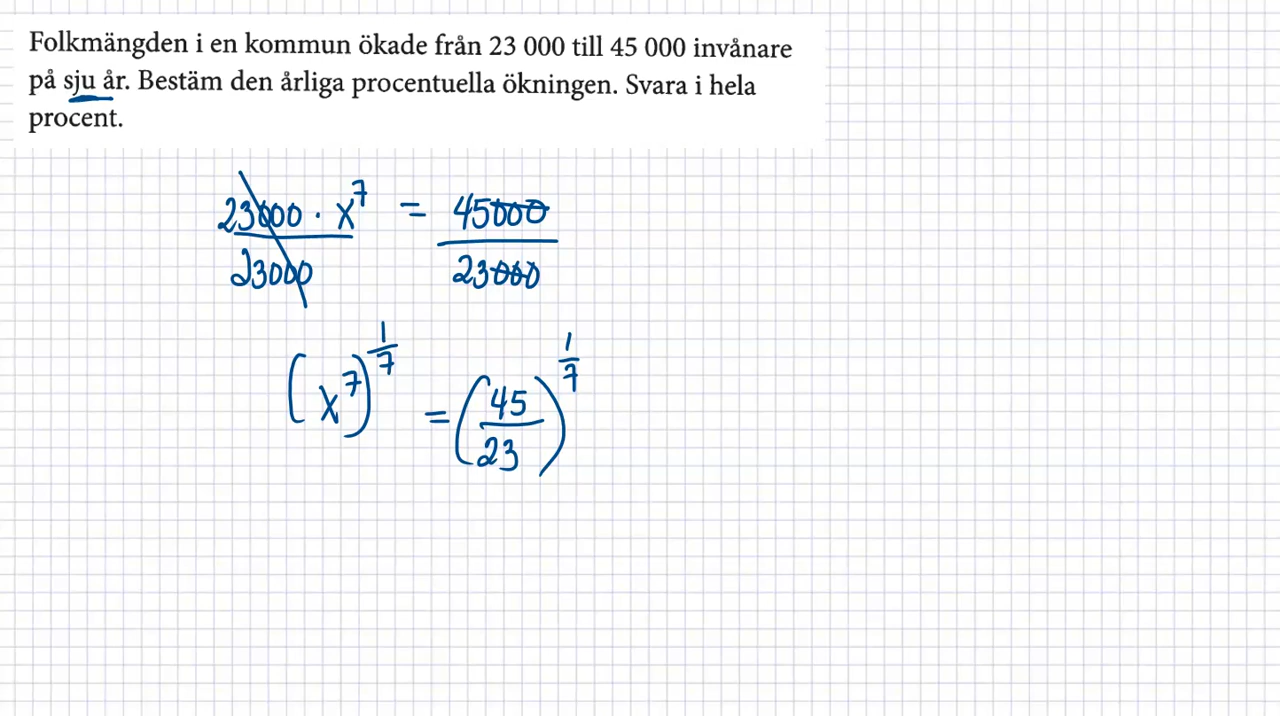 Folkmängden i en kommun ökade från 23 000 till 45 000 invånare
på sju år. Bestäm den årliga procentuella ökningen. Svara i hela
procent.
23000 · x^7 = 45000
23000 23000
(x^7)^1/7 = (45/23)^1/7